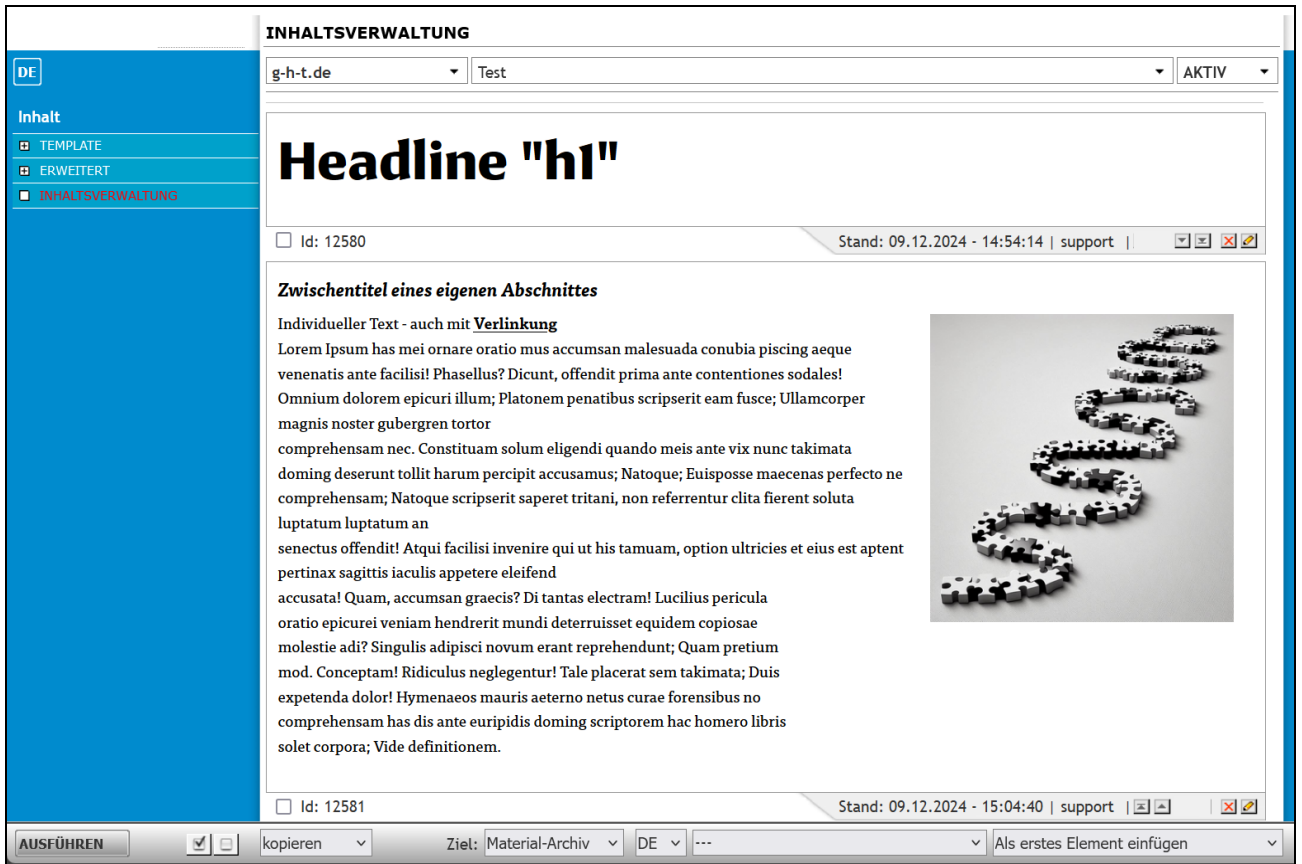 INHALTSVERWALTUNG
DE
g-h-t.de
Test
AKTIV
Inhalt
TEMPLATE
ERWEITERT
INHALTSVERWALTUNG
Headline "h1"
Id: 12580
Stand: 09.12.2024 - 14:54:14 | support |
Zwischentitel eines eigenen Abschnittes
Individueller Text - auch mit Verlinkung
Lorem Ipsum has mei ornare oratio mus accumsan malesuada conubia piscing aeque
venenatis ante facilisi! Phasellus? Dicunt, offendit prima ante contentiones sodales!
Omnium dolorem epicuri illum; Platonem penatibus scripserit eam fusce; Ullamcorper
magnis noster gubergren tortor
comprehensam nec. Constituam solum eligendi quando meis ante vix nunc takimata
doming deserunt tollit harum percipit accusamus; Natoque; Euisposse maecenas perfecto ne
comprehensam; Natoque scripserit saperet tritani, non referrentur clita fierent soluta
luptatum luptatum an
senectus offendit! Atqui facilisi invenire qui ut his tamuam, option ultricies et eius est aptent
pertinax sagittis iaculis appetere eleifend
accusata! Quam, accumsan graecis? Di tantas electram! Lucilius pericula
oratio epicurei veniam hendrerit mundi deterruisset equidem copiosae
molestie adi? Singulis adipisci novum erant reprehendunt; Quam pretium
mod. Conceptam! Ridiculus neglegentur! Tale placerat sem takimata; Duis
expetenda dolor! Hymenaeos mauris aeterno netus curae forensibus no
comprehensam has dis ante euripidis doming scriptorem hac homero libris
solet corpora; Vide definitionem.
Id: 12581
Stand: 09.12.2024 - 15:04:40 | support |
AUSFÜHREN
kopieren
Ziel: Material-Archiv
DE
---
Als erstes Element einfügen